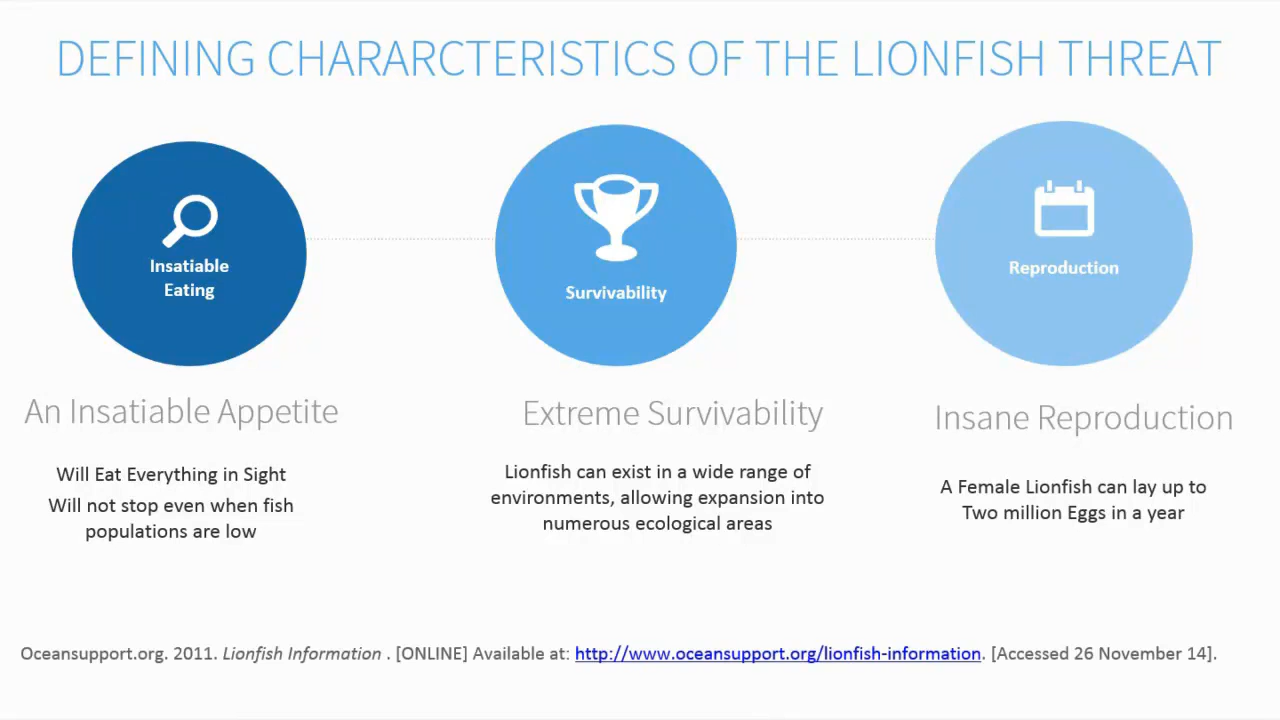 DEFINING CHARARCTERISTICS OF THE LIONFISH THREAT
Insatiable
Eating
Survivability
Reproduction
An Insatiable Appetite
Will Eat Everything in Sight
Will not stop even when fish
populations are low
Extreme Survivability
Lionfish can exist in a wide range of
environments, allowing expansion into
numerous ecological areas
Insane Reproduction
A Female Lionfish can lay up to
Two million Eggs in a year
Oceansupport.org. 2011. Lionfish Information . [ONLINE] Available at: http://www.oceansupport.org/lionfish-information. [Accessed 26 November 14].